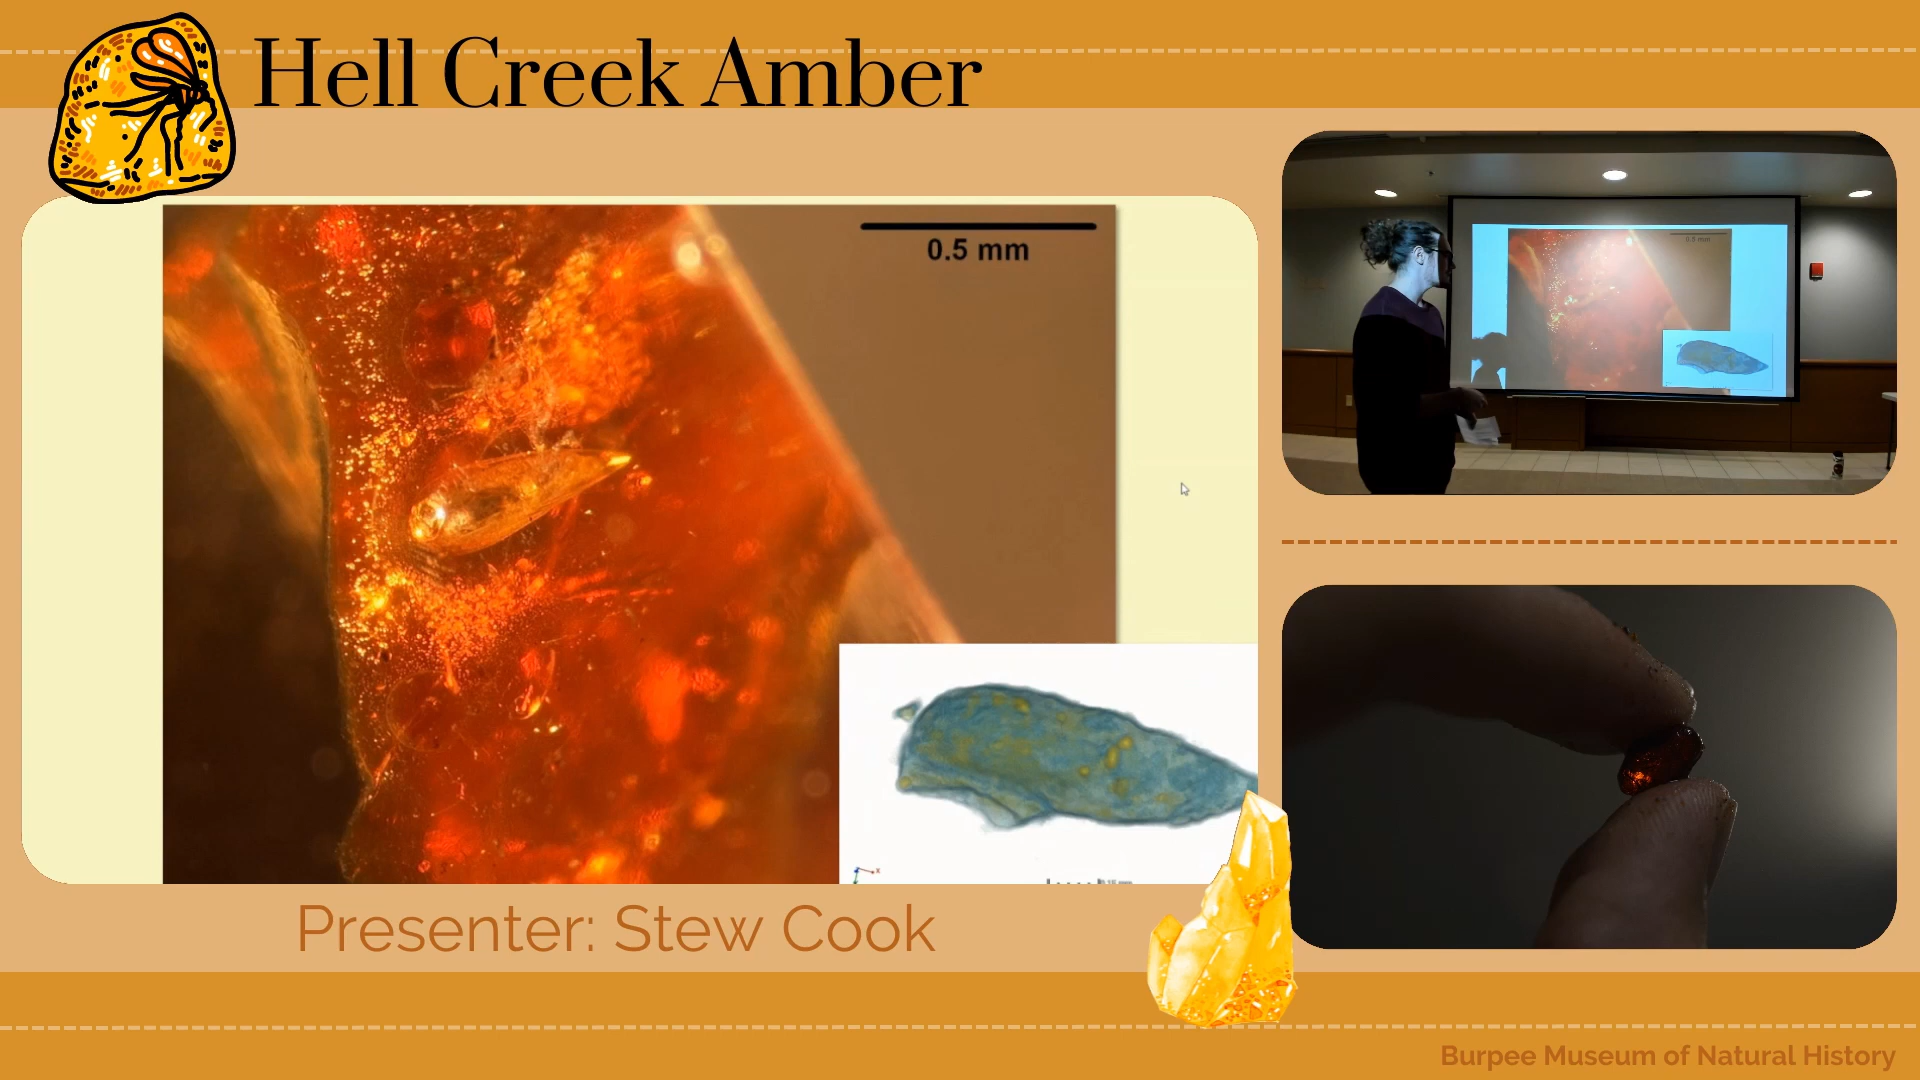 Hell Creek Amber
0.5 mm
Presenter: Stew Cook
Burpee Museum of Natural History